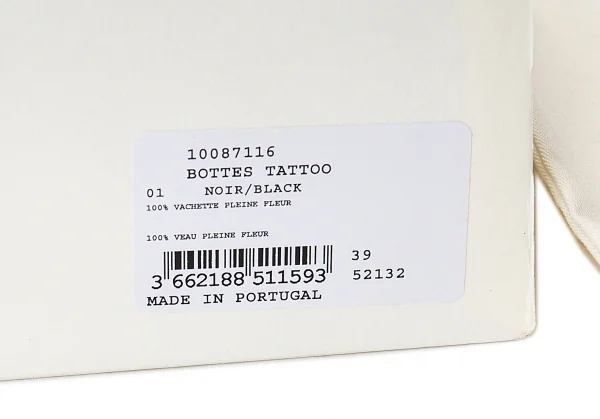 10087116
BOTTES TATTOO
01 NOIR/BLACK
100% VACHETTE PLEINE FLEUR
100% VEAU PLEINE FLEUR
39
3 662188 511593 52132
MADE IN PORTUGAL